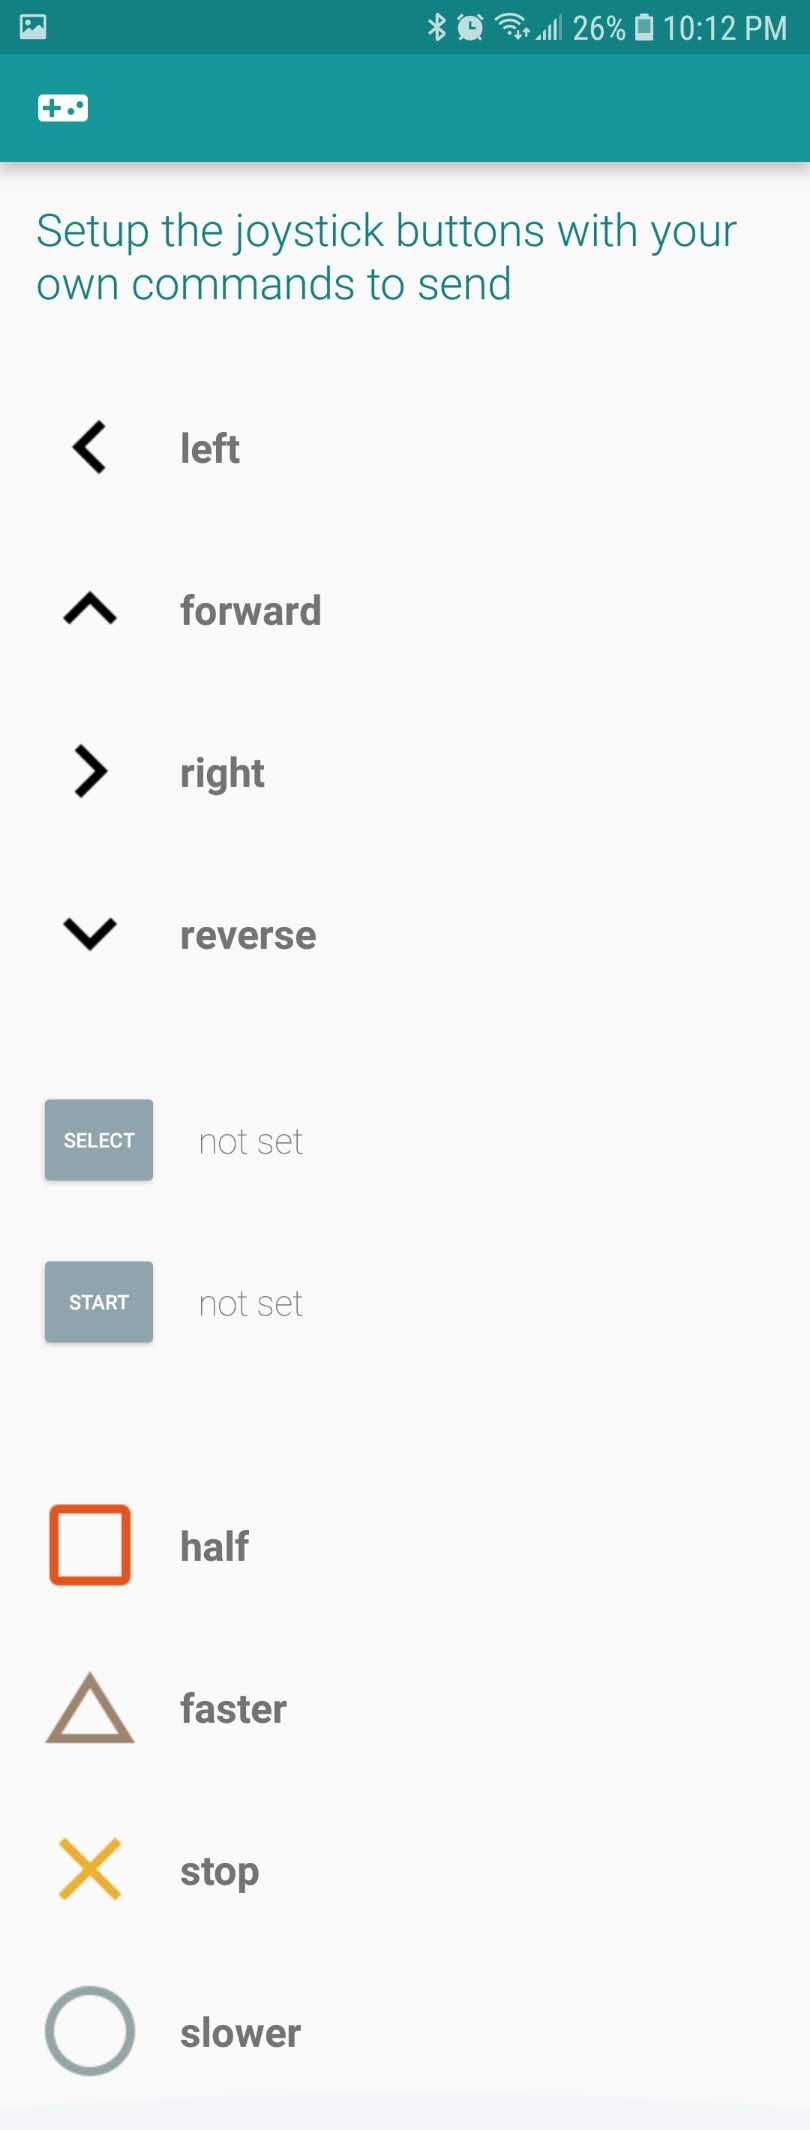 26% 10:12 PM
Setup the joystick buttons with your
own commands to send
left
forward
right
reverse
SELECT not set
START not set
half
faster
stop
slower